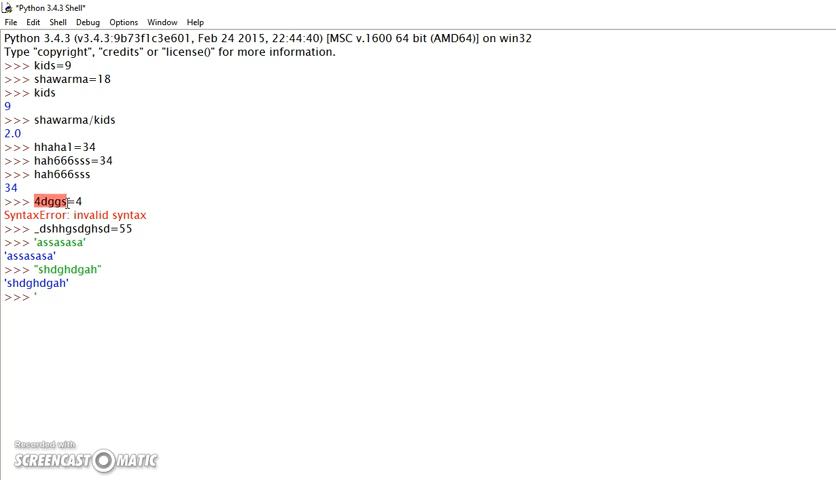 *Python 3.4.3 Shell*
File Edit Shell Debug Options Window Help
Python 3.4.3 (v3.4.3:9b73f1c3e601, Feb 24 2015, 22:44:40) [MSC v.1600 64 bit (AMD64)] on win32
Type "copyright", "credits" or "license()" for more information.
>>> kids=9
>>> shawarma=18
>>> kids
9
>>> shawarma/kids
2.0
>>> hhaha1=34
>>> hah666sss=34
>>> hah666sss
34
>>> 4dggs=4
SyntaxError: invalid syntax
>>> _dshhgsdghsd=55
>>> 'assasasa'
'assasasa'
>>> "shdghdgah"
'shdghdgah'
>>> '
Recorded with
SCREENCAST MATIC